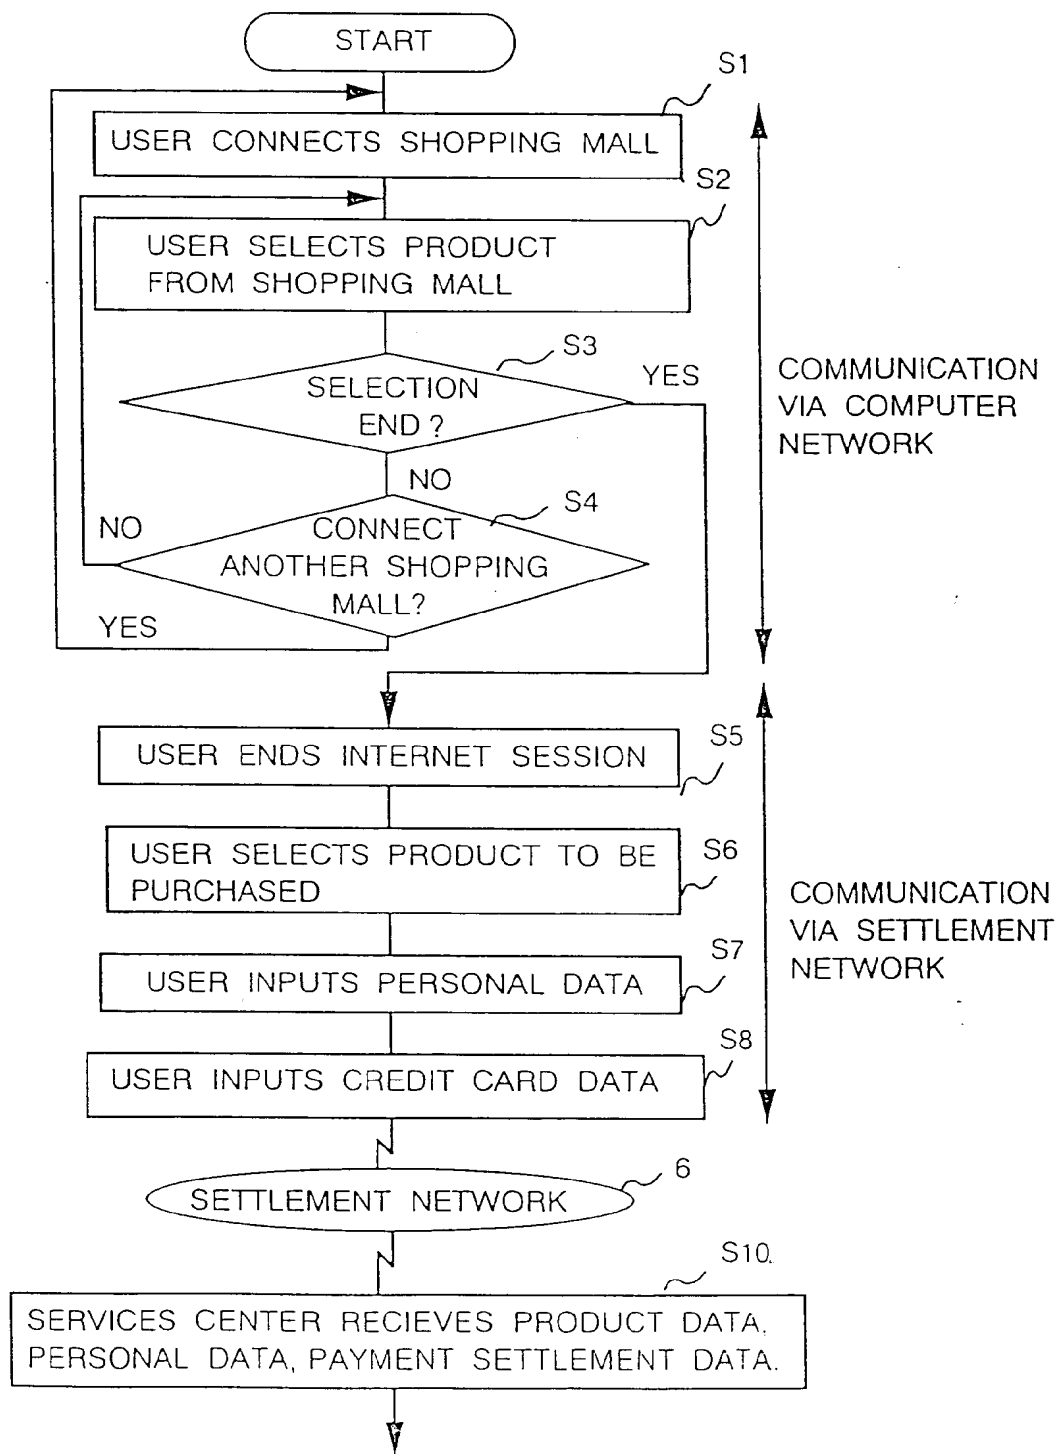 START
S1
USER CONNECTS SHOPPING MALL
S2
USER SELECTS PRODUCT
FROM SHOPPING MALL
S3
YES
SELECTION
END?
NO
S4
NO
CONNECT
ANOTHER SHOPPING
MALL?
YES
COMMUNICATION
VIA COMPUTER
NETWORK
S5
USER ENDS INTERNET SESSION
S6
USER SELECTS PRODUCT TO BE
PURCHASED
S7
USER INPUTS PERSONAL DATA
S8
USER INPUTS CREDIT CARD DATA
COMMUNICATION
VIA SETTLEMENT
NETWORK
6
SETTLEMENT NETWORK
S10
SERVICES CENTER RECIEVES PRODUCT DATA,
PERSONAL DATA, PAYMENT SETTLEMENT DATA.